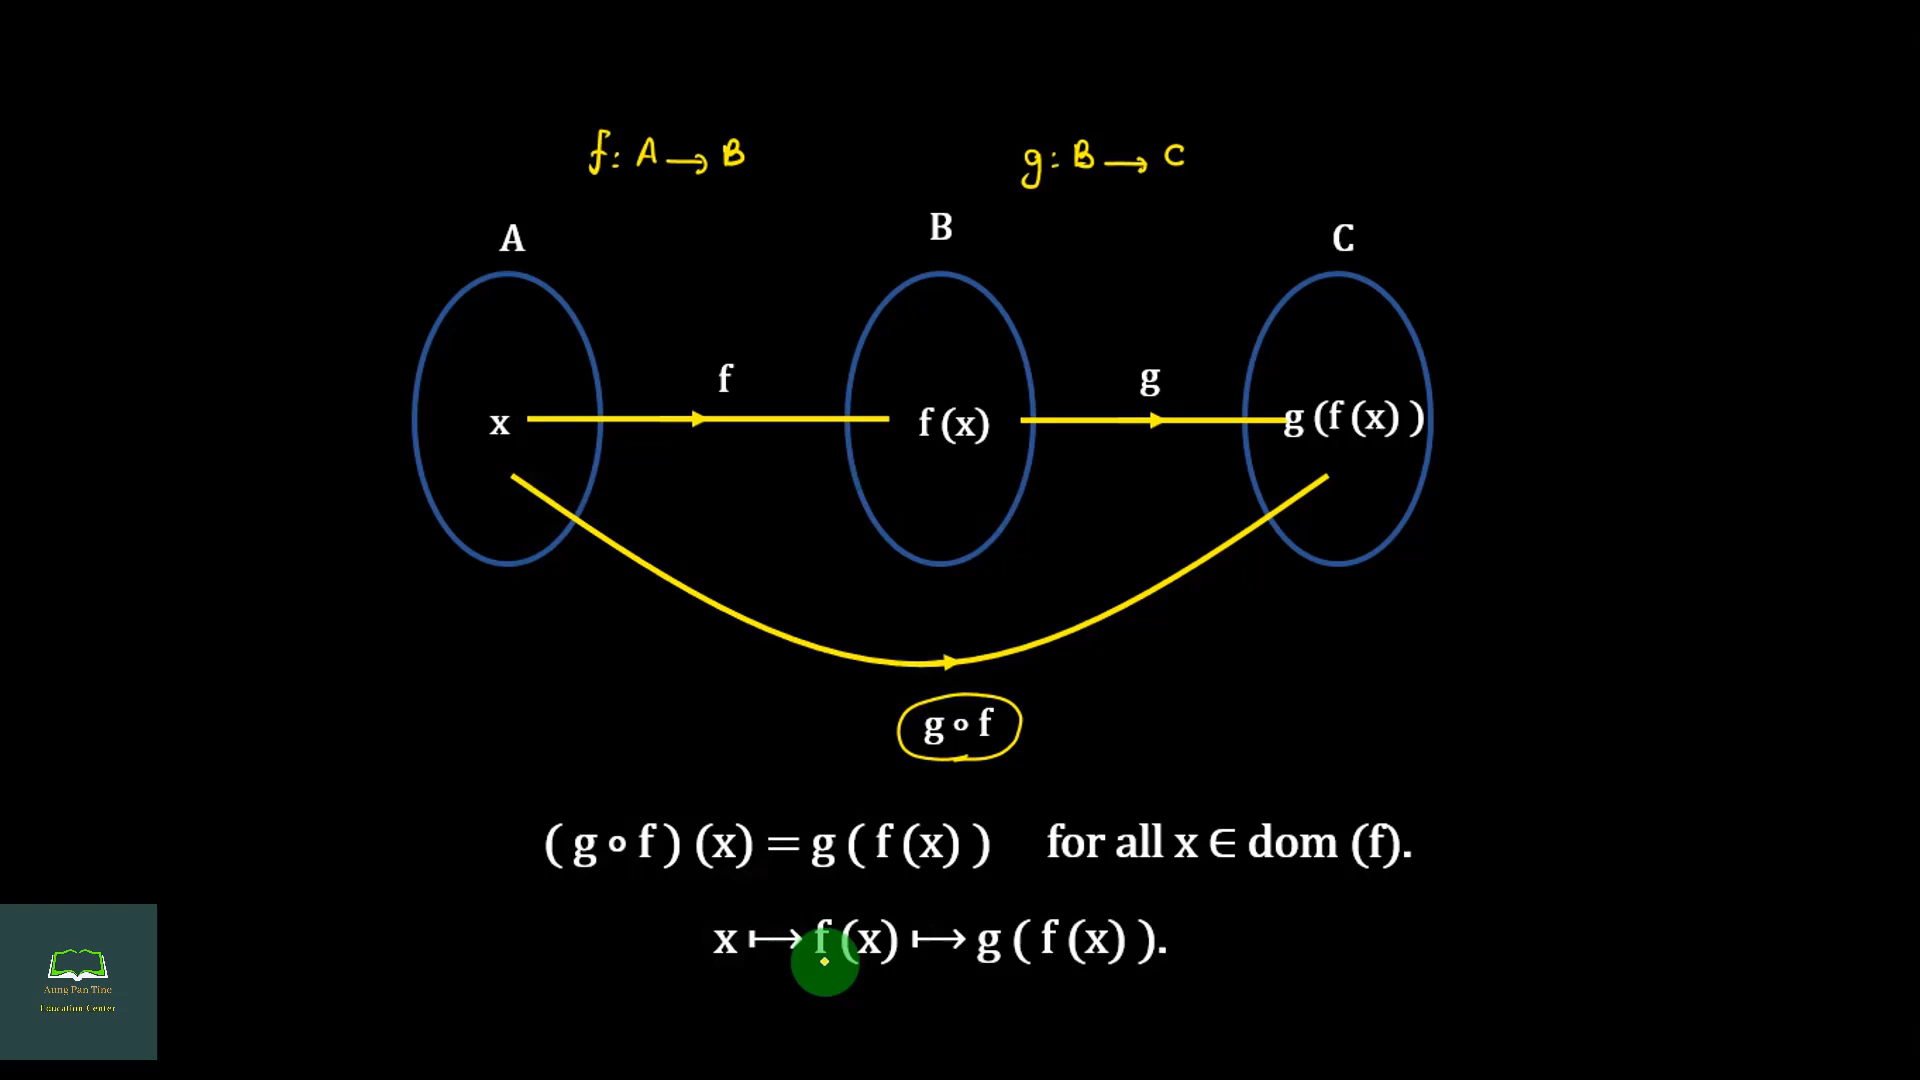 f: A → B
g: B → C
A
B
C
f
g
x
f (x)
g (f (x) )
g ∘ f
( g ∘ f ) (x) = g ( f (x) ) for all x ∈ dom (f).
x ⟼ f (x) ⟼ g ( f (x) ).
Aung Pan Tine
Education Center